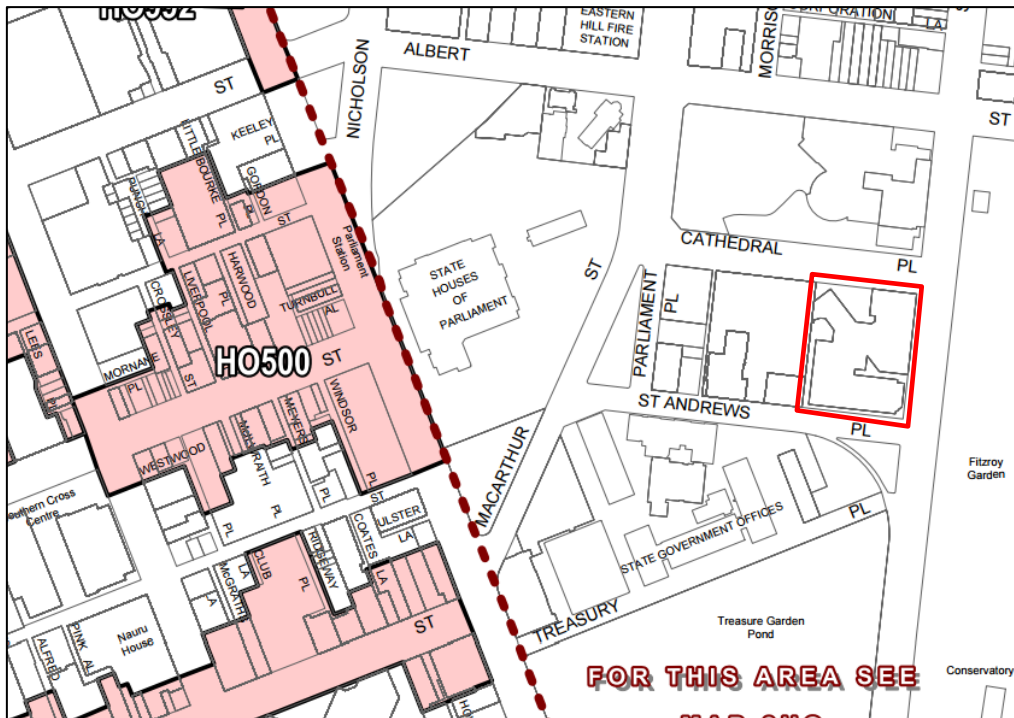 HO992
EASTERN
HILL FIRE
STATION
CORPORATION
LA
ALBERT
NICHOLSON
ST
ST
KEELEY
PL
LITTLE
BOURKE
PL
GORDON
PL
ST
PUNCH
LA
HARWOOD
PL
Parliament
Station
LIVERPOOL
ST
TURNBULL
AL
CROSSLEY
LEES
PL
MORNANE
PL
HO500
ST
WINDSOR
PL
MEYERS
PL
McILWRAITH
PL
WESTWOOD
PL
STATE
HOUSES
OF
PARLIAMENT
ST
MACARTHUR
CATHEDRAL
PL
PARLIAMENT
PL
ST ANDREWS
PL
Fitzroy
Garden
STATE GOVERNMENT OFFICES
PL
TREASURY
Treasure Garden
Pond
Conservatory
Southern Cross
Centre
ST
ULSTER
LA
COATES
LA
RIDGEWAY
PL
CLUB
LA
McGRATH
LA
ST
Nauru
House
PINK
AL
ALFRED
FOR THIS AREA SEE